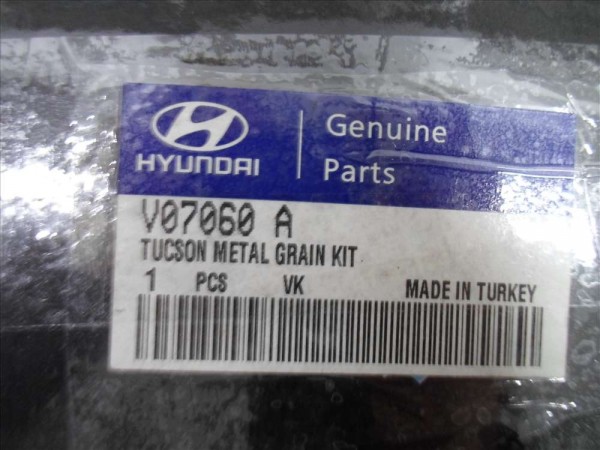 HYUNDAI
Genuine
Parts
V07060 A
TUCSON METAL GRAIN KIT
1 PCS VK MADE IN TURKEY